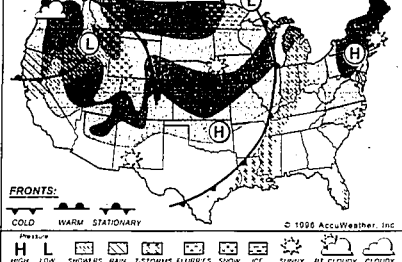 L
L
H
H
FRONTS:
COLD WARM STATIONARY
© 1996 AccuWeather, Inc
Pressure
H L
HIGH LOW SHOWERS RAIN T-STORMS FLURRIES SNOW ICE SUNNY PT. CLOUDY CLOUDY